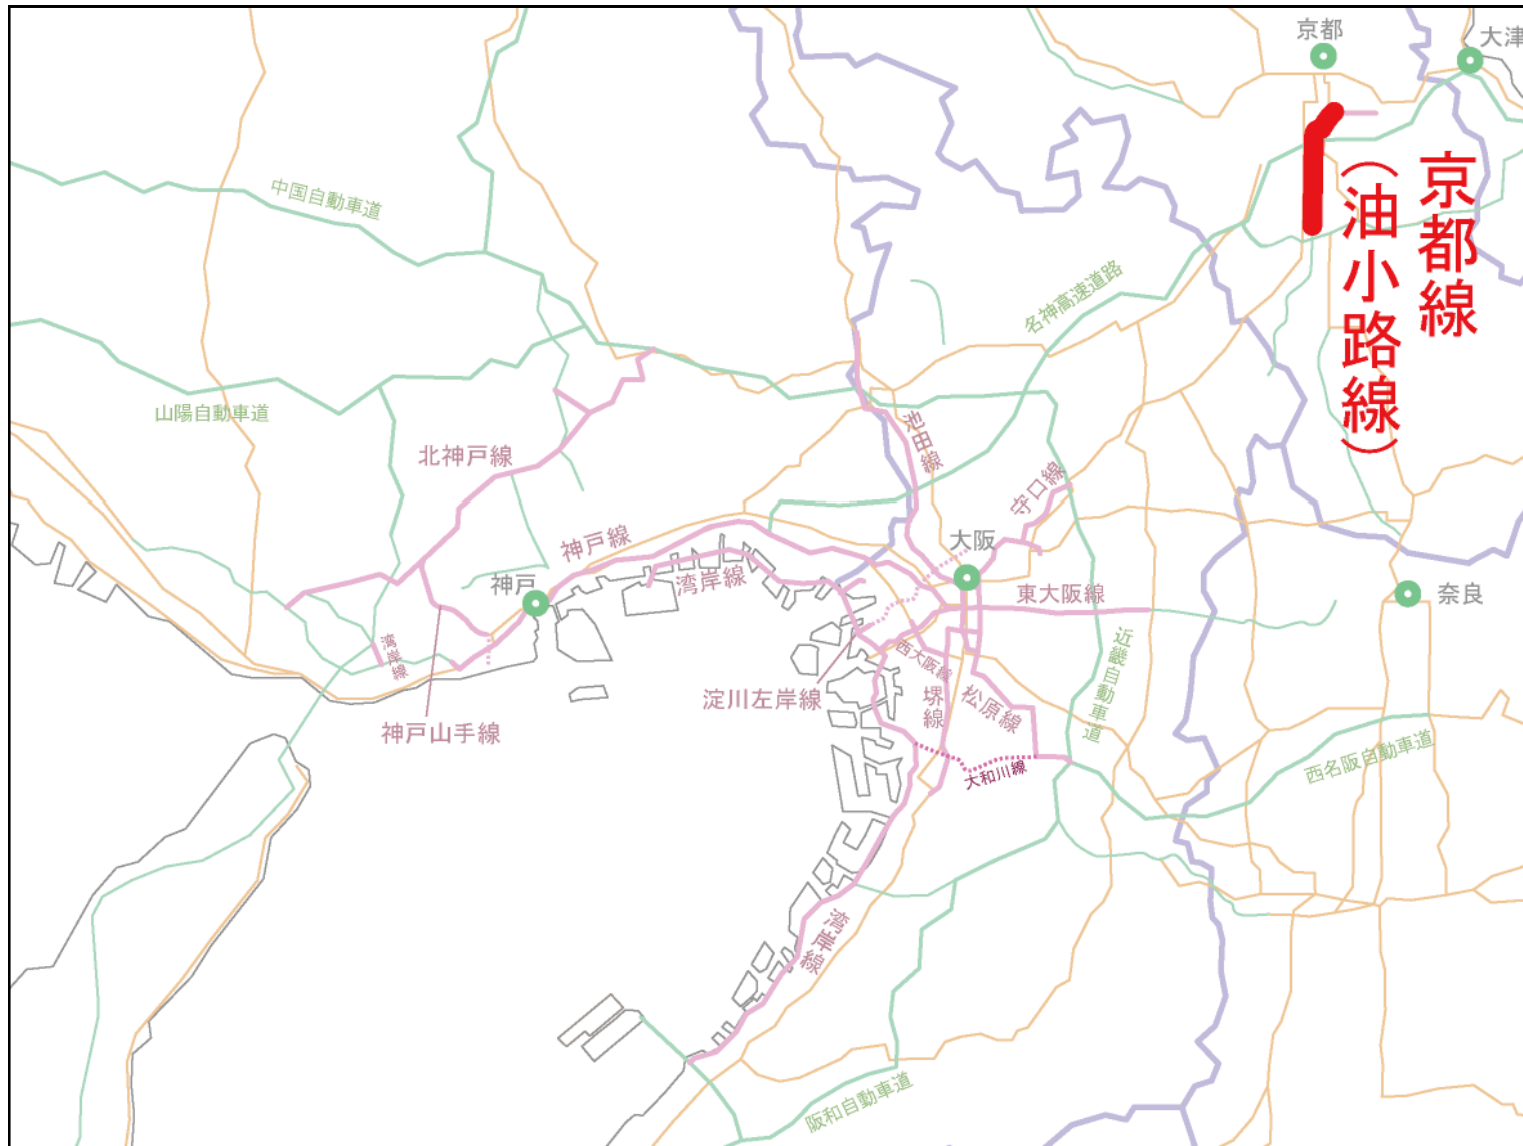 京都
大津
京都線
（油小路線）
中国自動車道
名神高速道路
山陽自動車道
池田線
北神戸線
守口線
神戸線
大阪
湾岸線
神戸
東大阪線
奈良
湾岸線
近畿自動車道
西大阪線
淀川左岸線
堺線
松原線
神戸山手線
西名阪自動車道
大和川線
湾岸線
阪和自動車道